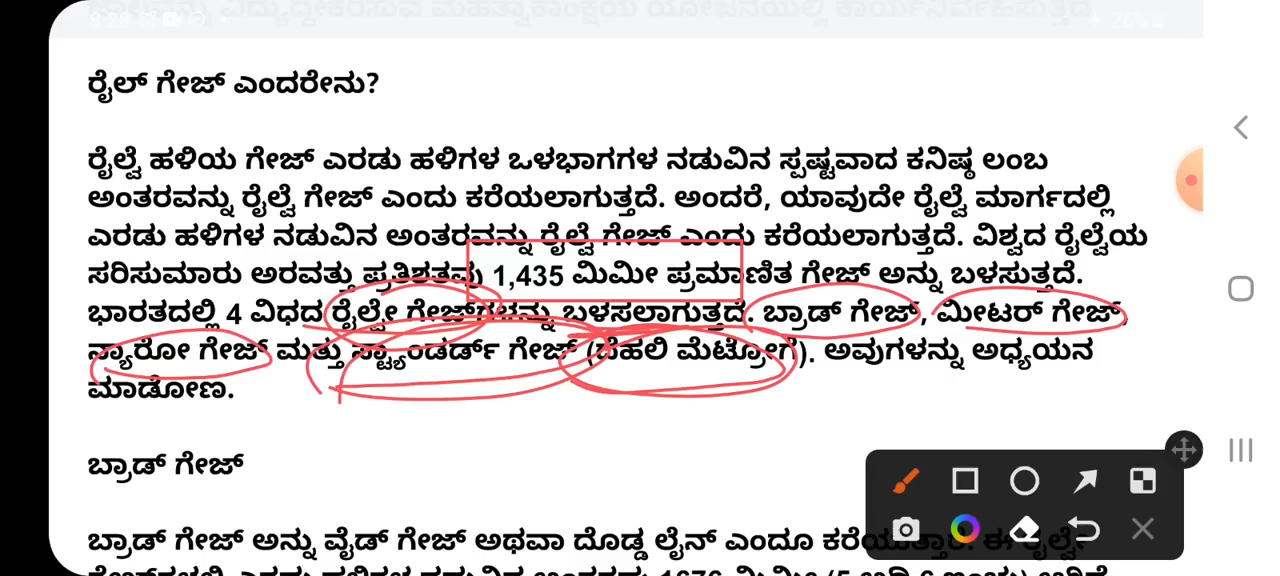 ರೈಲ್ ಗೇಜ್ ಎಂದರೇನು?
ರೈಲ್ವೆ ಹಳಿಯ ಗೇಜ್ ಎರಡು ಹಳಿಗಳ ಒಳಭಾಗಗಳ ನಡುವಿನ ಸ್ಪಷ್ಟವಾದ ಕನಿಷ್ಠ ಲಂಬ
ಅಂತರವನ್ನು ರೈಲ್ವೆ ಗೇಜ್ ಎಂದು ಕರೆಯಲಾಗುತ್ತದೆ. ಅಂದರೆ, ಯಾವುದೇ ರೈಲ್ವೆ ಮಾರ್ಗದಲ್ಲಿ
ಎರಡು ಹಳಿಗಳ ನಡುವಿನ ಅಂತರವನ್ನು ರೈಲ್ವೆ ಗೇಜ್ ಎಂದು ಕರೆಯಲಾಗುತ್ತದೆ. ವಿಶ್ವದ ರೈಲ್ವೆಯ
ಸರಿಸುಮಾರು ಅರವತ್ತು ಪ್ರತಿಶತವು 1,435 ಮಿಮೀ ಪ್ರಮಾಣಿತ ಗೇಜ್ ಅನ್ನು ಬಳಸುತ್ತದೆ.
ಭಾರತದಲ್ಲಿ 4 ವಿಧದ ರೈಲ್ವೇ ಗೇಜ್‌ಗಳನ್ನು ಬಳಸಲಾಗುತ್ತದೆ. ಬ್ರಾಡ್ ಗೇಜ್, ಮೀಟರ್ ಗೇಜ್,
ನ್ಯಾರೋ ಗೇಜ್ ಮತ್ತು ಸ್ಟ್ಯಾಂಡರ್ಡ್ ಗೇಜ್ (ದೆಹಲಿ ಮೆಟ್ರೋಗೆ). ಅವುಗಳನ್ನು ಅಧ್ಯಯನ
ಮಾಡೋಣ.
ಬ್ರಾಡ್ ಗೇಜ್
ಬ್ರಾಡ್ ಗೇಜ್ ಅನ್ನು ವೈಡ್ ಗೇಜ್ ಅಥವಾ ದೊಡ್ಡ ಲೈನ್ ಎಂದೂ ಕರೆಯುತ್ತಾರೆ. ಈ ರೈಲ್ವೇ